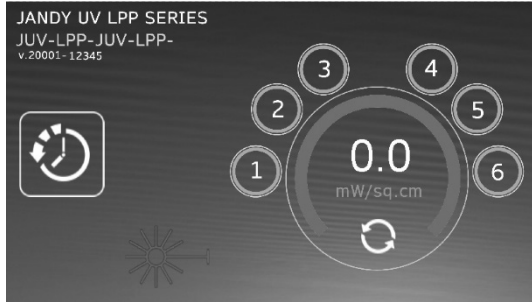 JANDY UV LPP SERIES
JUV-LPP-JUV-LPP-
v.20001-12345
3
4
2
5
1
6
0.0
mW/sq.cm